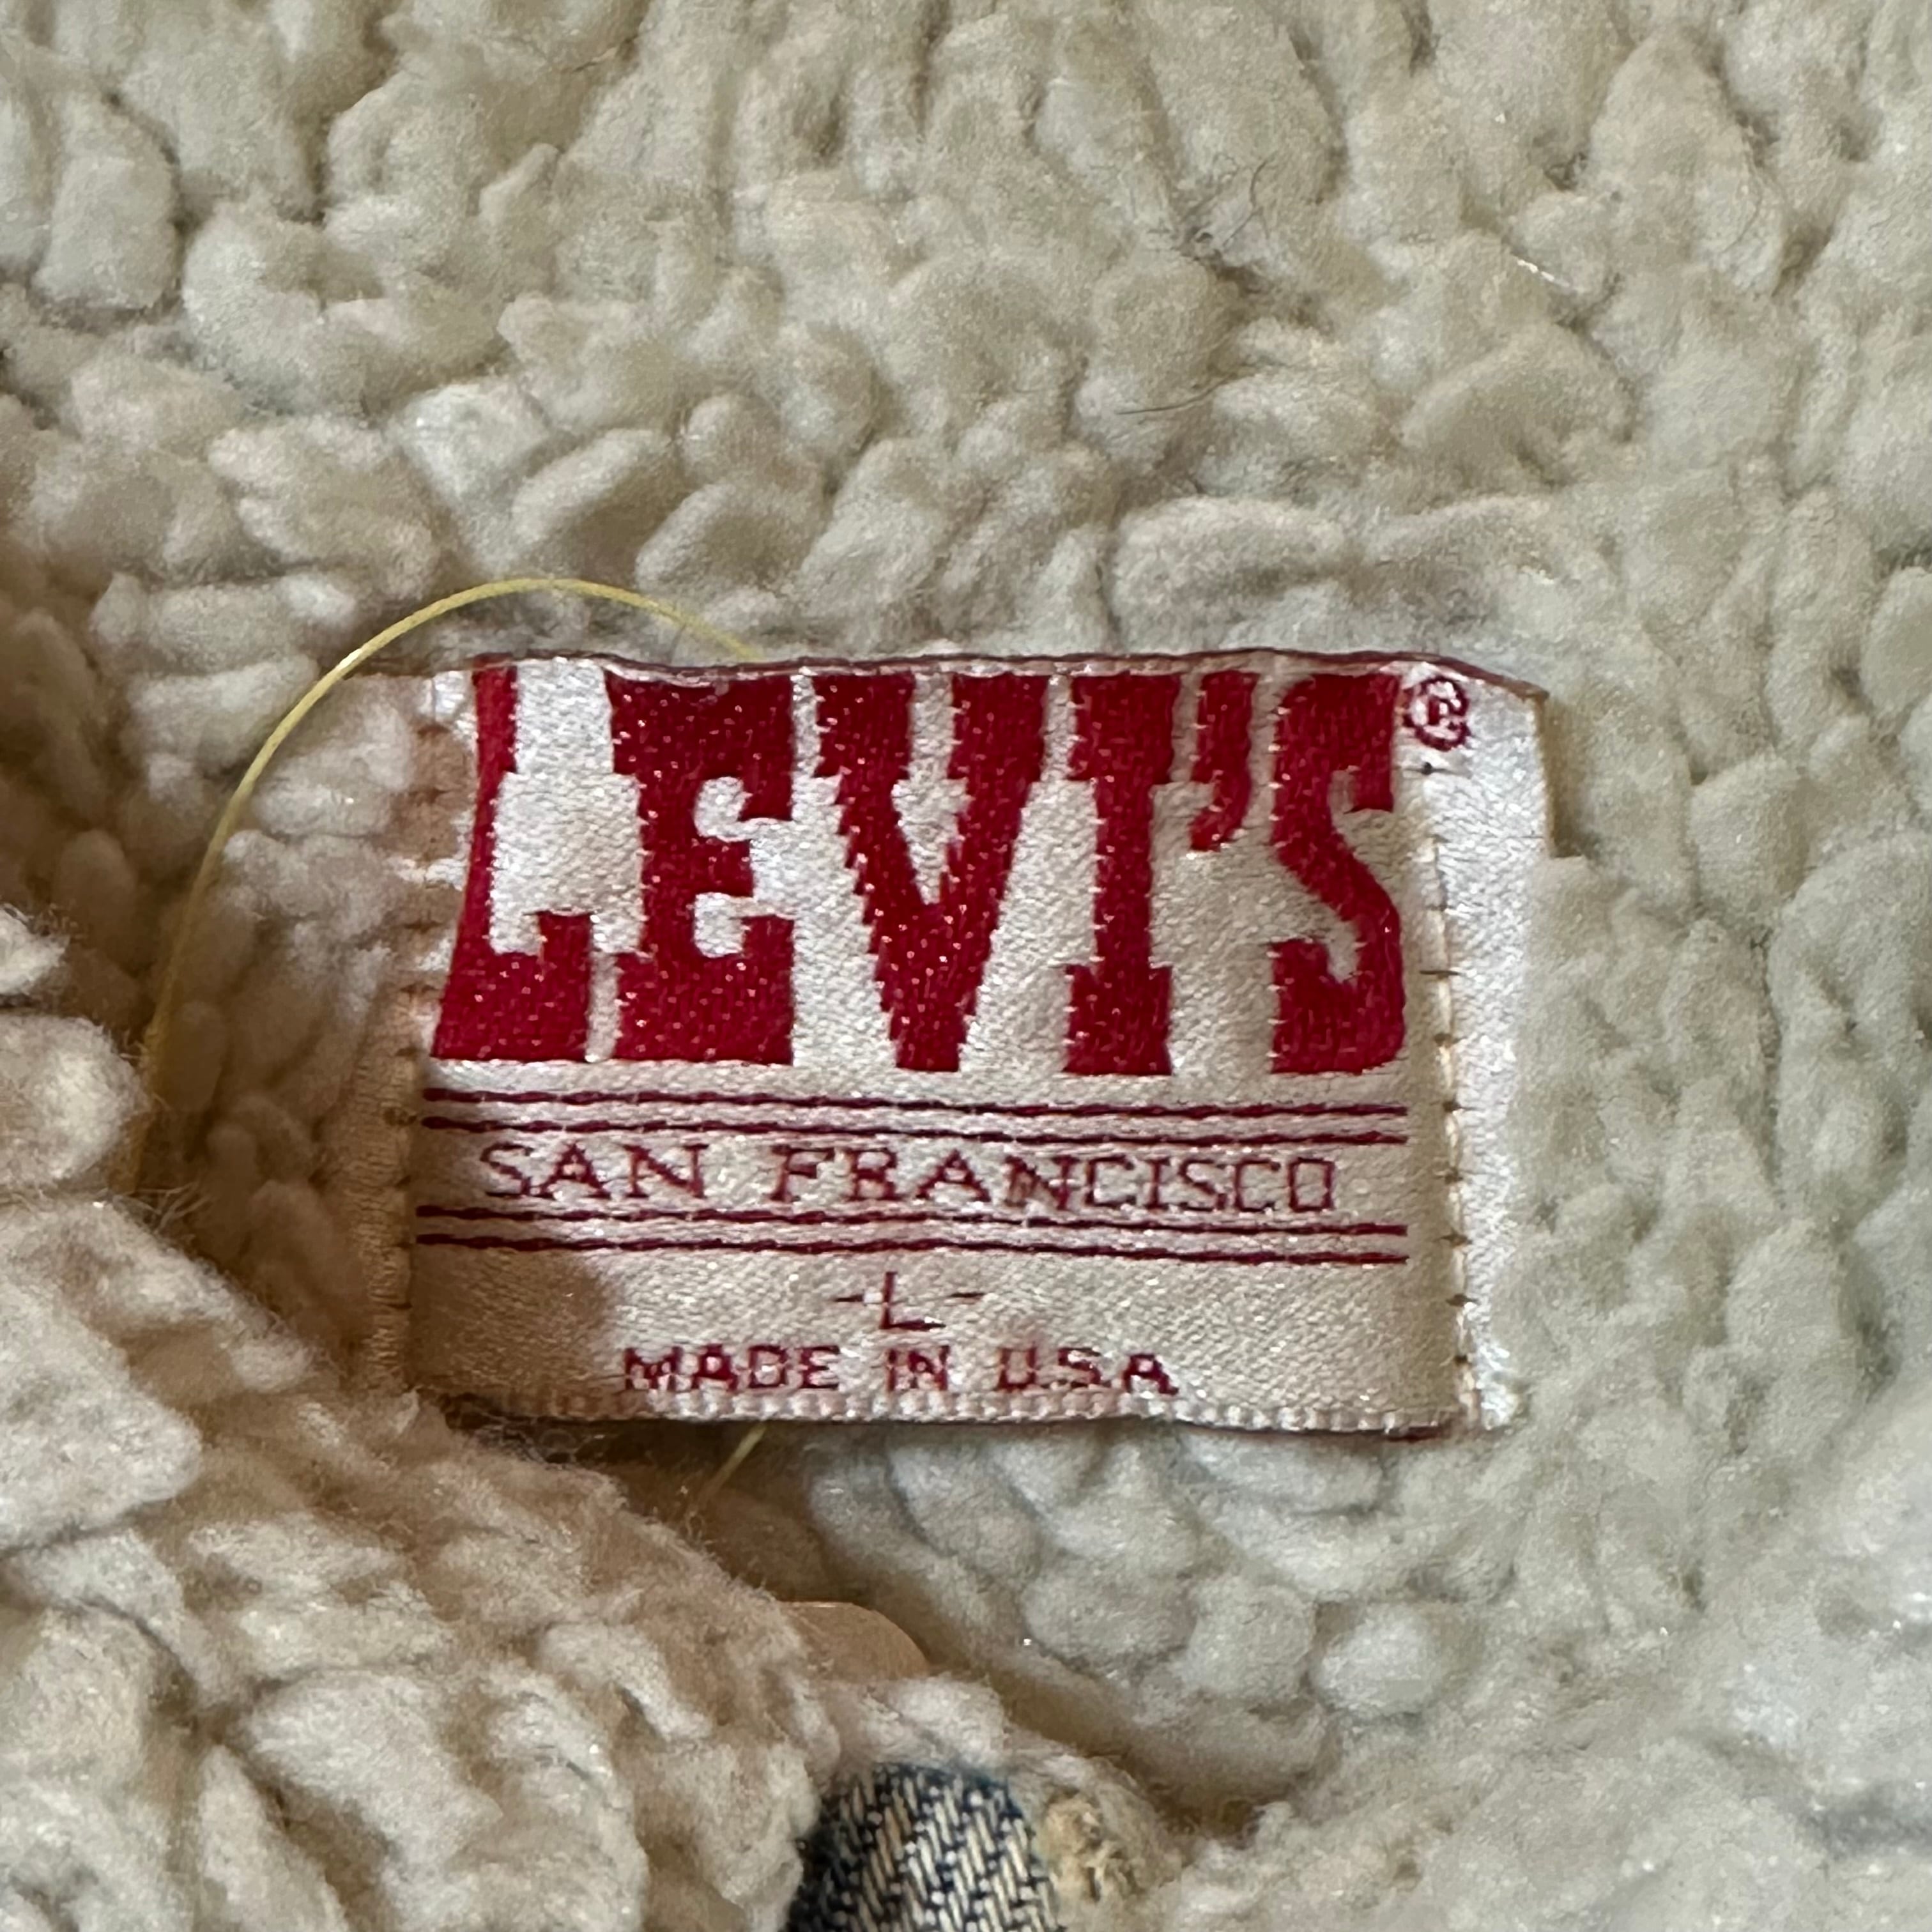 LEVI'S®
SAN FRANCISCO
-L-
MADE IN U.S.A